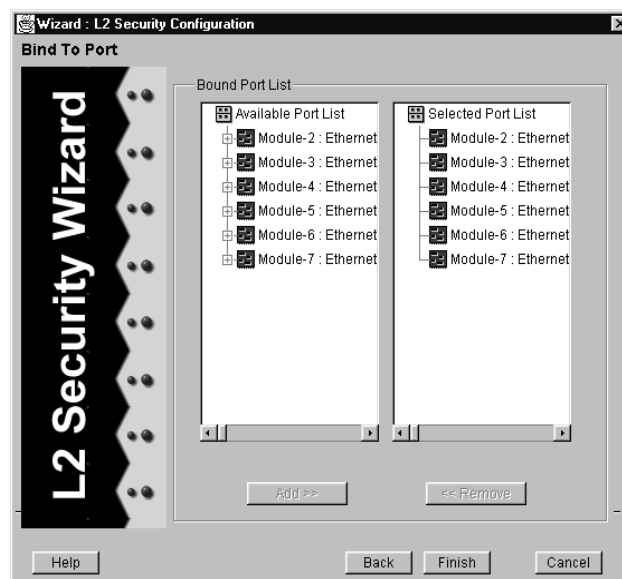 Wizard : L2 Security Configuration
Bind To Port
L2 Security Wizard
Bound Port List
Available Port List
Module-2 : Ethernet
Module-3 : Ethernet
Module-4 : Ethernet
Module-5 : Ethernet
Module-6 : Ethernet
Module-7 : Ethernet
Selected Port List
Module-2 : Ethernet
Module-3 : Ethernet
Module-4 : Ethernet
Module-5 : Ethernet
Module-6 : Ethernet
Module-7 : Ethernet
Add >>
<< Remove
Help
Back
Finish
Cancel